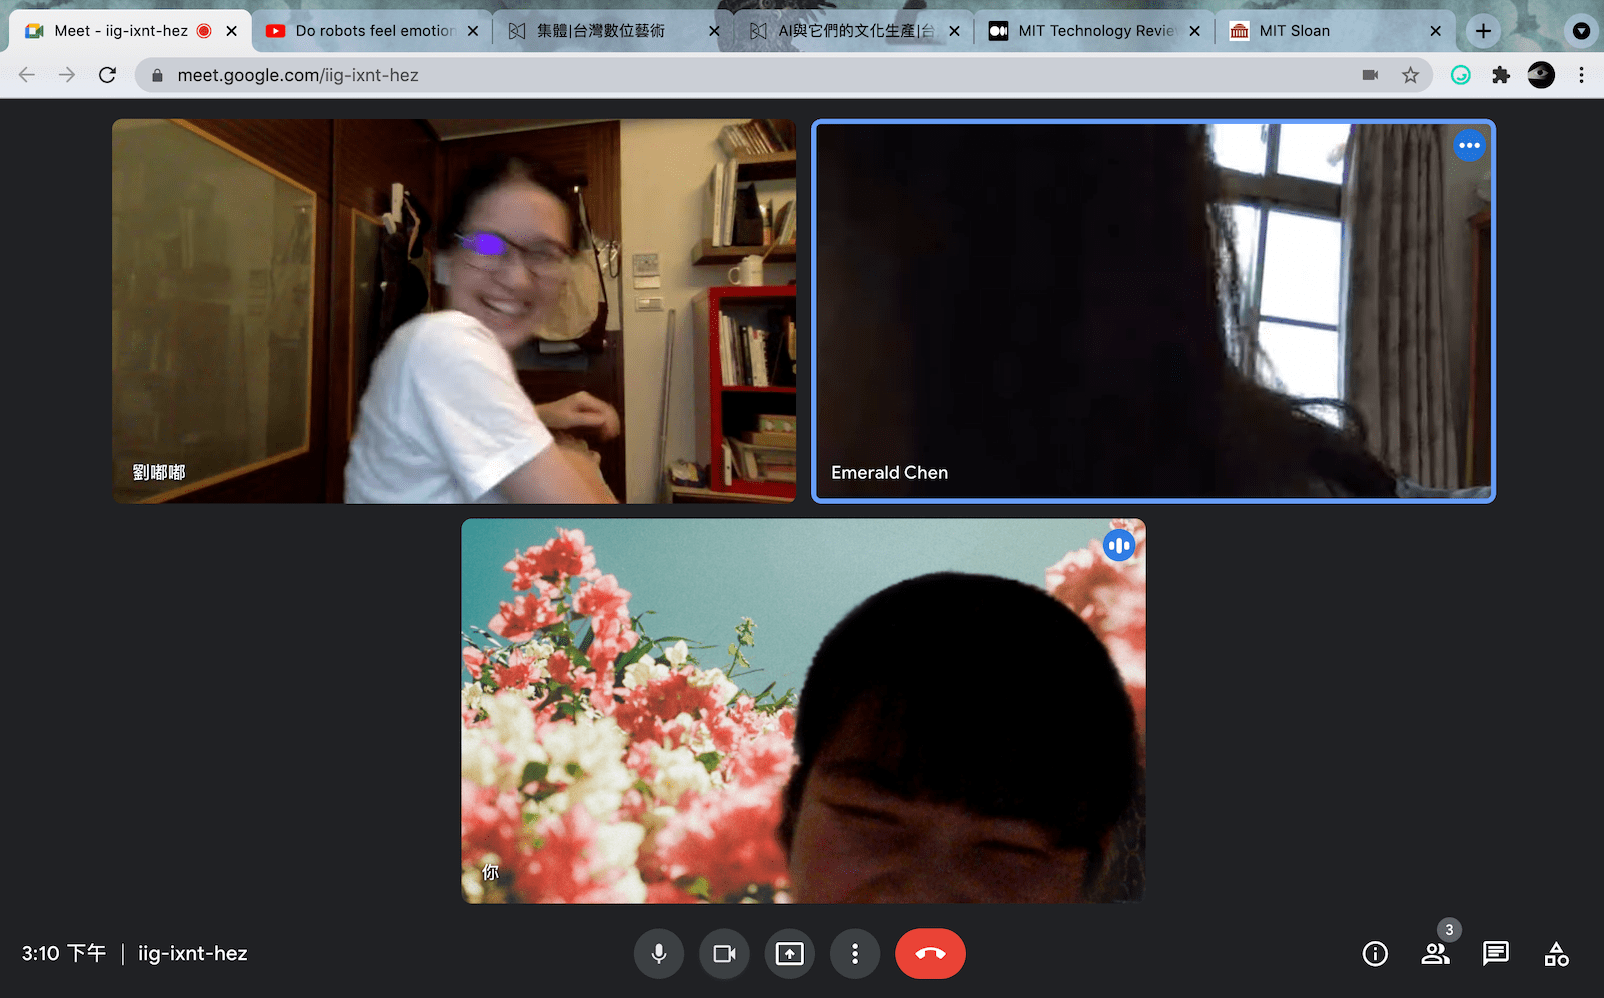 Meet - iig-ixnt-hez
Do robots feel emotion
集體|台灣數位藝術
AI與它們的文化生產|台
MIT Technology Revie
MIT Sloan
meet.google.com/iig-ixnt-hez
劉嘟嘟
Emerald Chen
你
3:10 下午 | iig-ixnt-hez
3